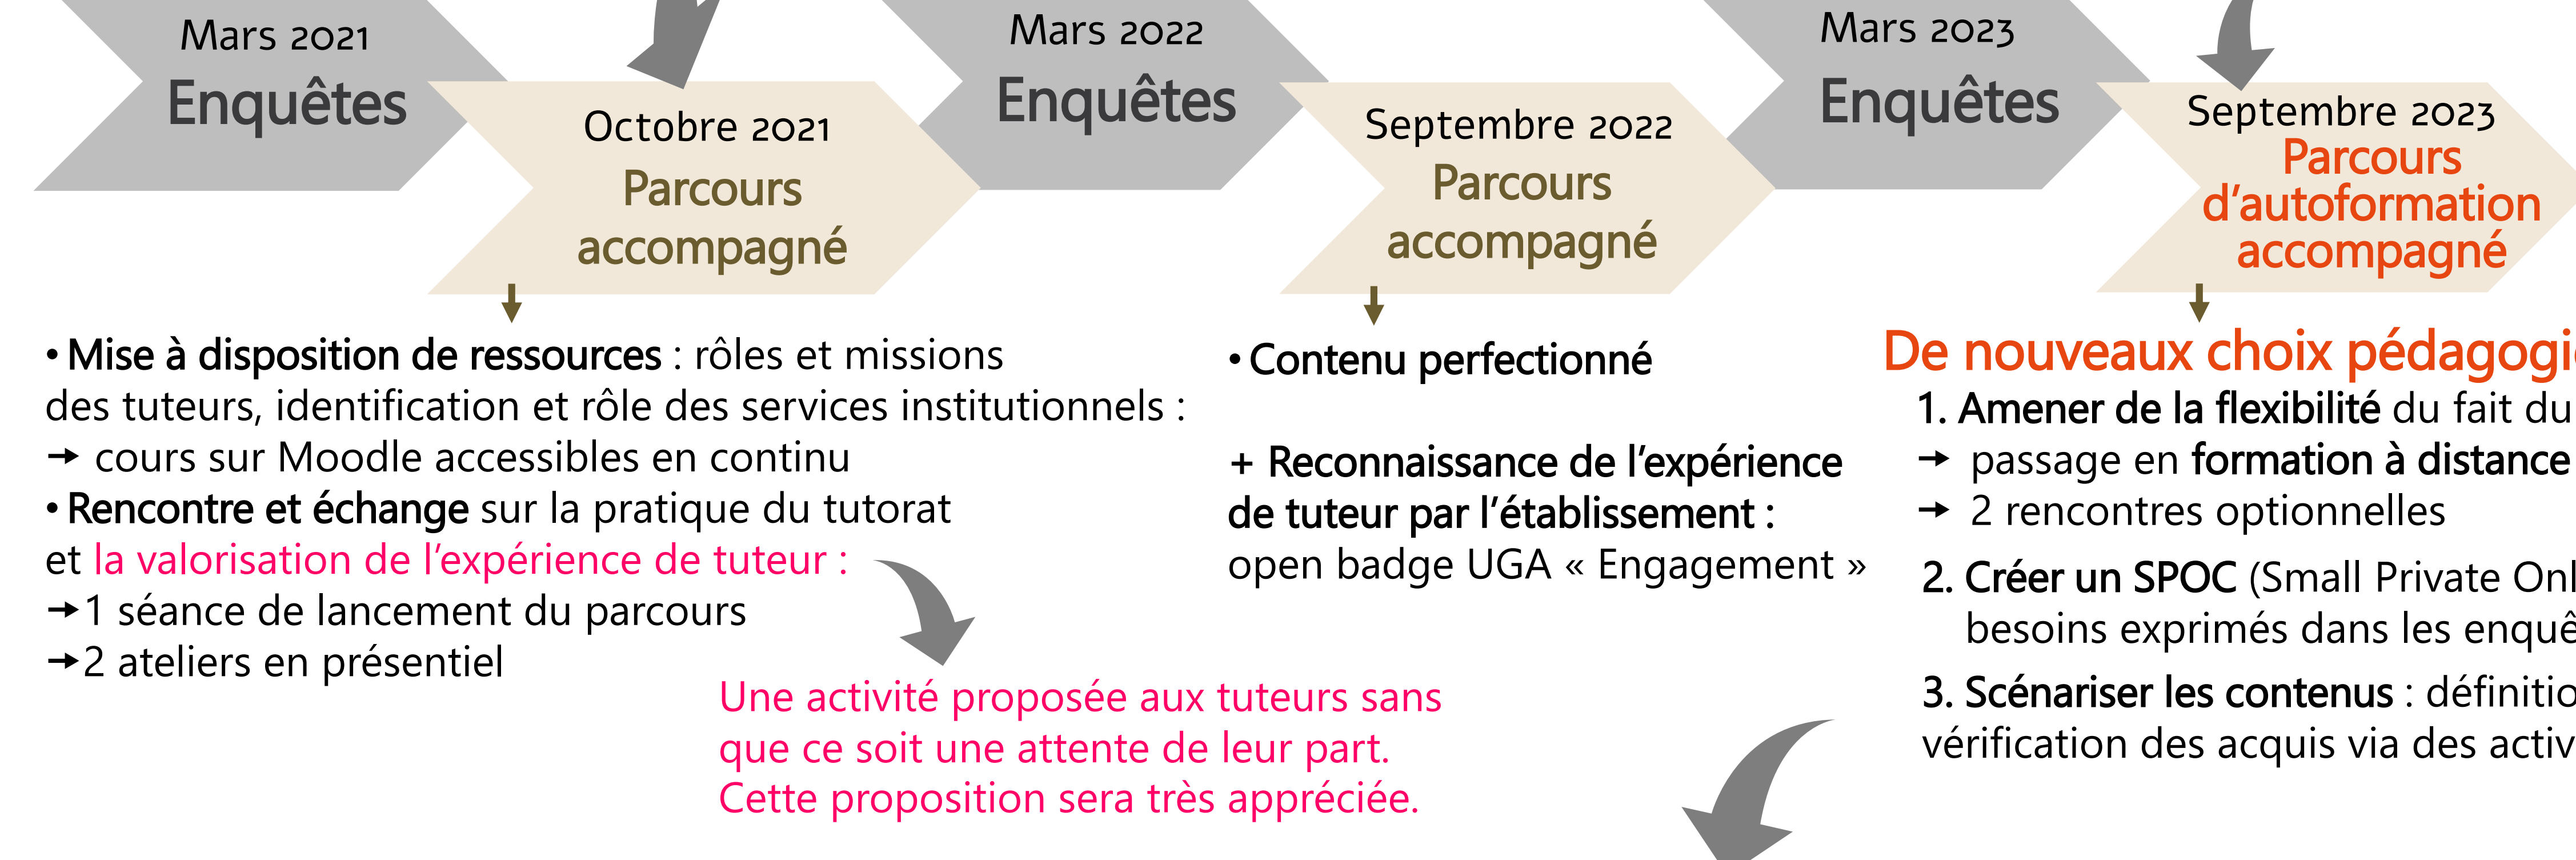 Mars 2021
Enquêtes
Octobre 2021
Parcours
accompagné
Mars 2022
Enquêtes
Septembre 2022
Parcours
accompagné
Mars 2023
Enquêtes
Septembre 2023
Parcours
d’autoformation
accompagné
• Mise à disposition de ressources : rôles et missions
des tuteurs, identification et rôle des services institutionnels :
→ cours sur Moodle accessibles en continu
• Rencontre et échange sur la pratique du tutorat
et la valorisation de l’expérience de tuteur :
→1 séance de lancement du parcours
→2 ateliers en présentiel
Une activité proposée aux tuteurs sans
que ce soit une attente de leur part.
Cette proposition sera très appréciée.
• Contenu perfectionné
+ Reconnaissance de l’expérience
de tuteur par l’établissement :
open badge UGA « Engagement »
De nouveaux choix
1. Amener de la flexibilité du fait du
→ passage en formation à distance
→ 2 rencontres optionnelles
2. Créer un SPOC (Small Private
besoins exprimés dans les
3. Scénariser les contenus :
vérification des acquis via des